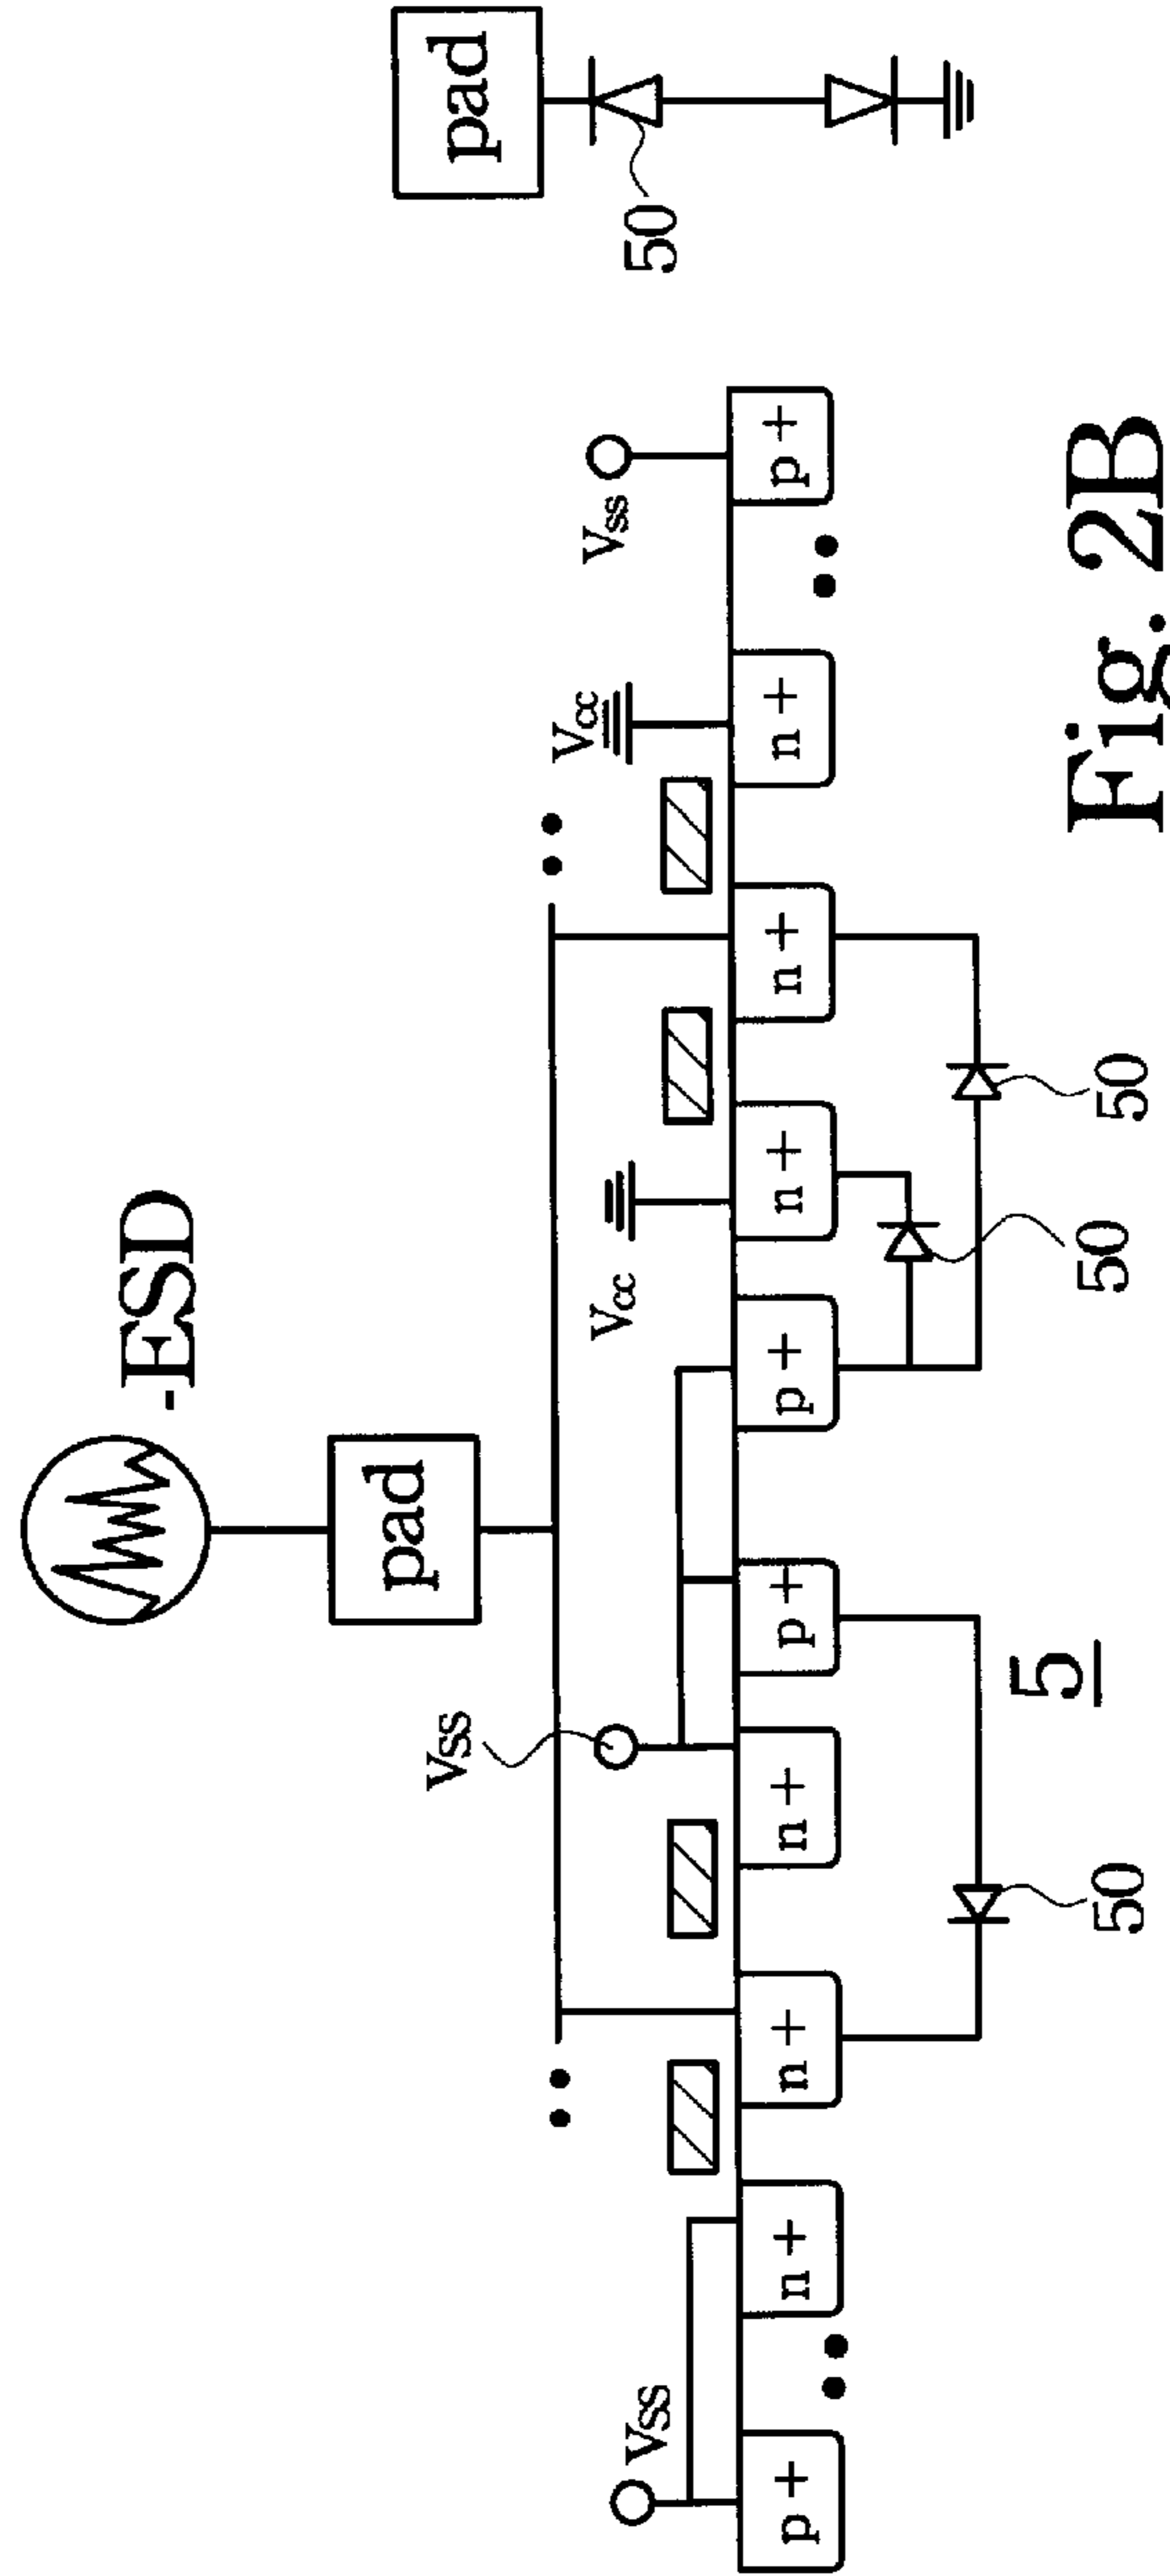 -ESD
pad
pad
50
VSS
Vcc
Vcc
Vss
VSS
p+
n+
n+
n+
p+
p+
n+
n+
n+
p+
50
50
50
5
Fig. 2B